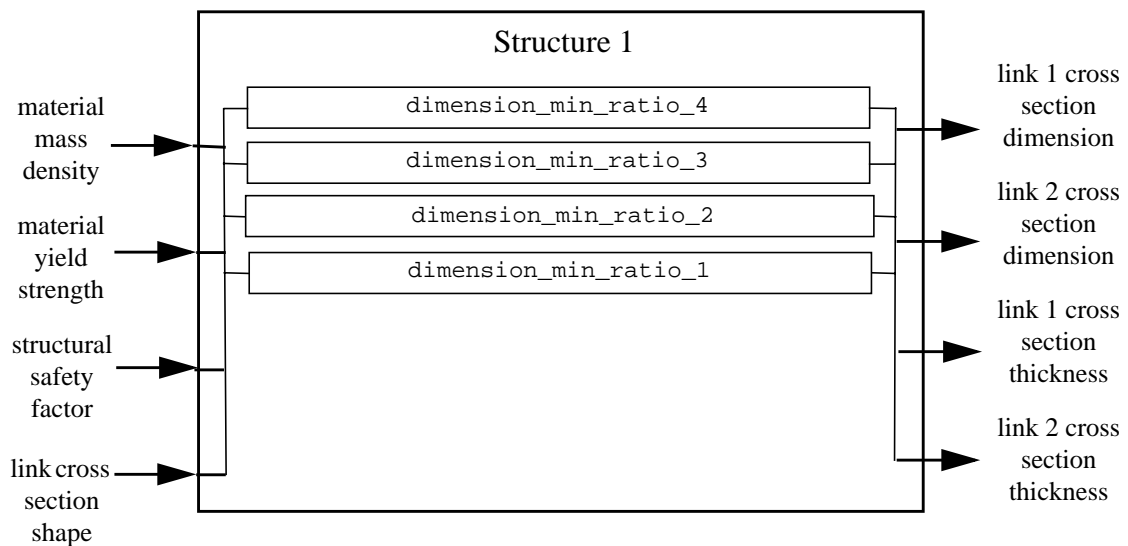 Structure 1
material
mass
density
material
yield
strength
structural
safety
factor
link cross
section
shape
dimension_min_ratio_4
dimension_min_ratio_3
dimension_min_ratio_2
dimension_min_ratio_1
link 1 cross
section
dimension
link 2 cross
section
dimension
link 1 cross
section
thickness
link 2 cross
section
thickness